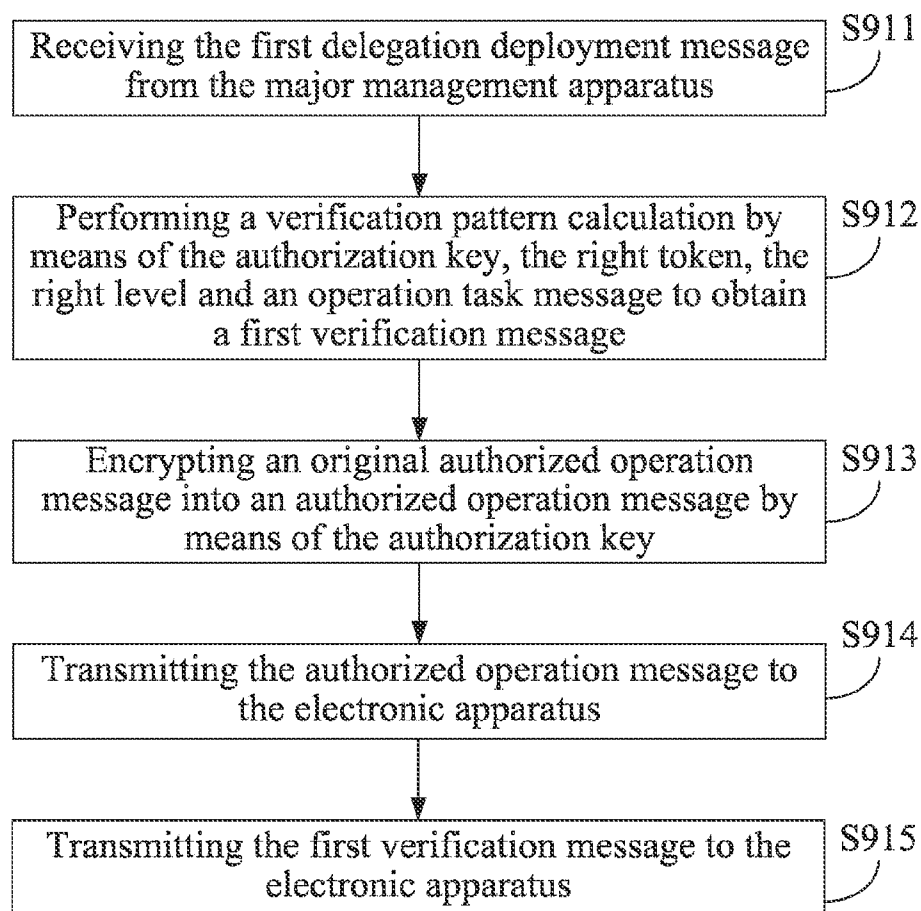 S911
Receiving the first delegation deployment message
from the major management apparatus
S912
Performing a verification pattern calculation by
means of the authorization key, the right token, the
right level and an operation task message to obtain
a first verification message
S913
Encrypting an original authorized operation
message into an authorized operation message by
means of the authorization key
S914
Transmitting the authorized operation message to
the electronic apparatus
S915
Transmitting the first verification message to the
electronic apparatus